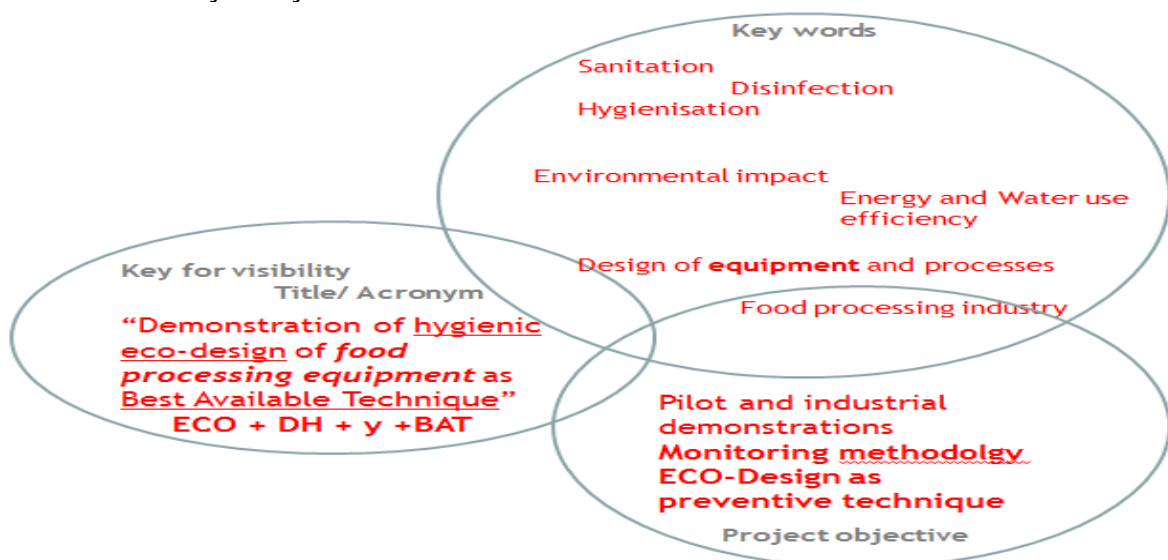 Key words
Sanitation
Disinfection
Hygienisation
Environmental impact
Energy and Water use
efficiency
Design of equipment and processes
Food processing industry
Key for visibility
Title/ Acronym
“Demonstration of hygienic
eco-design of food
processing equipment as
Best Available Technique”
ECO + DH + y +BAT
Pilot and industrial
demonstrations
Monitoring methodolgy
ECO-Design as
preventive technique
Project objective